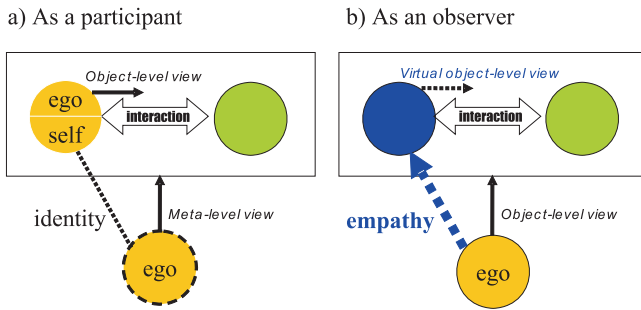 a) As a participant
b) As an observer
Object-level view
Virtual object-level view
ego
self
interaction
interaction
identity
Meta-level view
empathy
Object-level view
ego
ego